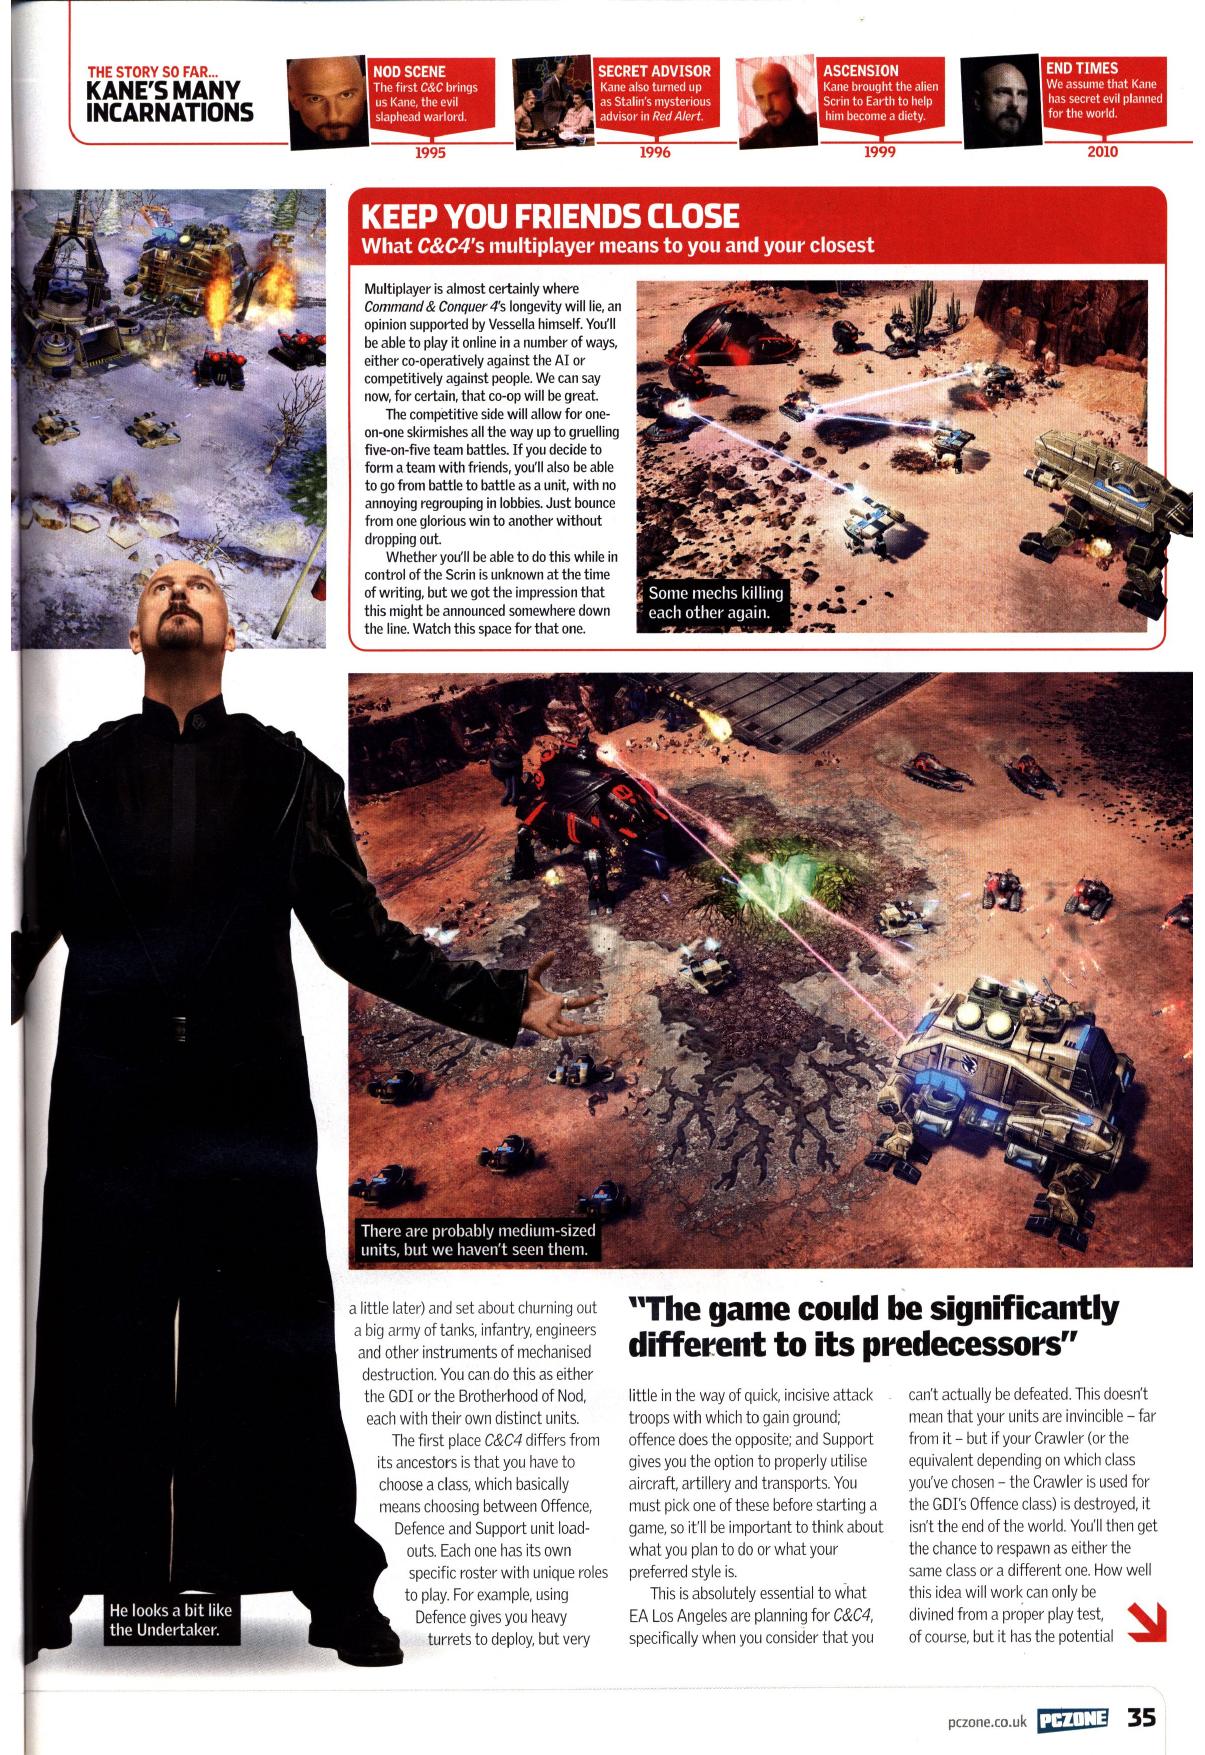 THE STORY SO FAR...
KANE'S MANY
INCARNATIONS
NOD SCENE
The first C&C brings
us Kane, the evil
slaphead warlord.
1995
SECRET ADVISOR
Kane also turned up
as Stalin's mysterious
advisor in Red Alert.
1996
ASCENSION
Kane brought the alien
Scrin to Earth to help
him become a diety.
1999
END TIMES
We assume that Kane
has secret evil planned
for the world.
2010
KEEP YOU FRIENDS CLOSE
What C&C4's multiplayer means to you and your closest
Multiplayer is almost certainly where
Command & Conquer 4's longevity will lie, an
opinion supported by Vessella himself. You'll
be able to play it online in a number of ways,
either co-operatively against the AI or
competitively against people. We can say
now, for certain, that co-op will be great.
The competitive side will allow for one-
on-one skirmishes all the way up to gruelling
five-on-five team battles. If you decide to
form a team with friends, you'll also be able
to go from battle to battle as a unit, with no
annoying regrouping in lobbies. Just bounce
from one glorious win to another without
dropping out.
Whether you'll be able to do this while in
control of the Scrin is unknown at the time
of writing, but we got the impression that
this might be announced somewhere down
the line. Watch this space for that one.
Some mechs killing
each other again.
There are probably medium-sized
units, but we haven't seen them.
a little later) and set about churning out
a big army of tanks, infantry, engineers
and other instruments of mechanised
destruction. You can do this as either
the GDI or the Brotherhood of Nod,
each with their own distinct units.
The first place C&C4 differs from
its ancestors is that you have to
choose a class, which basically
means choosing between Offence,
Defence and Support unit load-
outs. Each one has its own
specific roster with unique roles
to play. For example, using
Defence gives you heavy
turrets to deploy, but very
He looks a bit like
the Undertaker.
"The game could be significantly
different to its predecessors"
little in the way of quick, incisive attack
troops with which to gain ground;
offence does the opposite; and Support
gives you the option to properly utilise
aircraft, artillery and transports. You
must pick one of these before starting a
game, so it'll be important to think about
what you plan to do or what your
preferred style is.
This is absolutely essential to what
EA Los Angeles are planning for C&C4,
specifically when you consider that you
can't actually be defeated. This doesn't
mean that your units are invincible – far
from it – but if your Crawler (or the
equivalent depending on which class
you've chosen – the Crawler is used for
the GDI's Offence class) is destroyed, it
isn't the end of the world. You'll then get
the chance to respawn as either the
same class or a different one. How well
this idea will work can only be
divined from a proper play test,
of course, but it has the potential
pczone.co.uk PCZONE 35